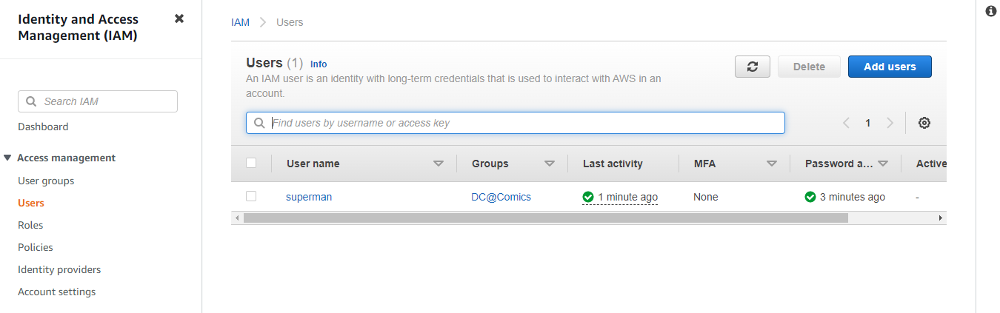 Identity and Access
Management (IAM)
Search IAM
Dashboard
Access management
User groups
Users
Roles
Policies
Identity providers
Account settings
IAM > Users
Users (1) Info
An IAM user is an identity with long-term credentials that is used to interact with AWS in an
account.
Delete
Add users
Find users by username or access key
1
User name Groups Last activity MFA Password a... Active
superman DC@Comics 1 minute ago None 3 minutes ago -